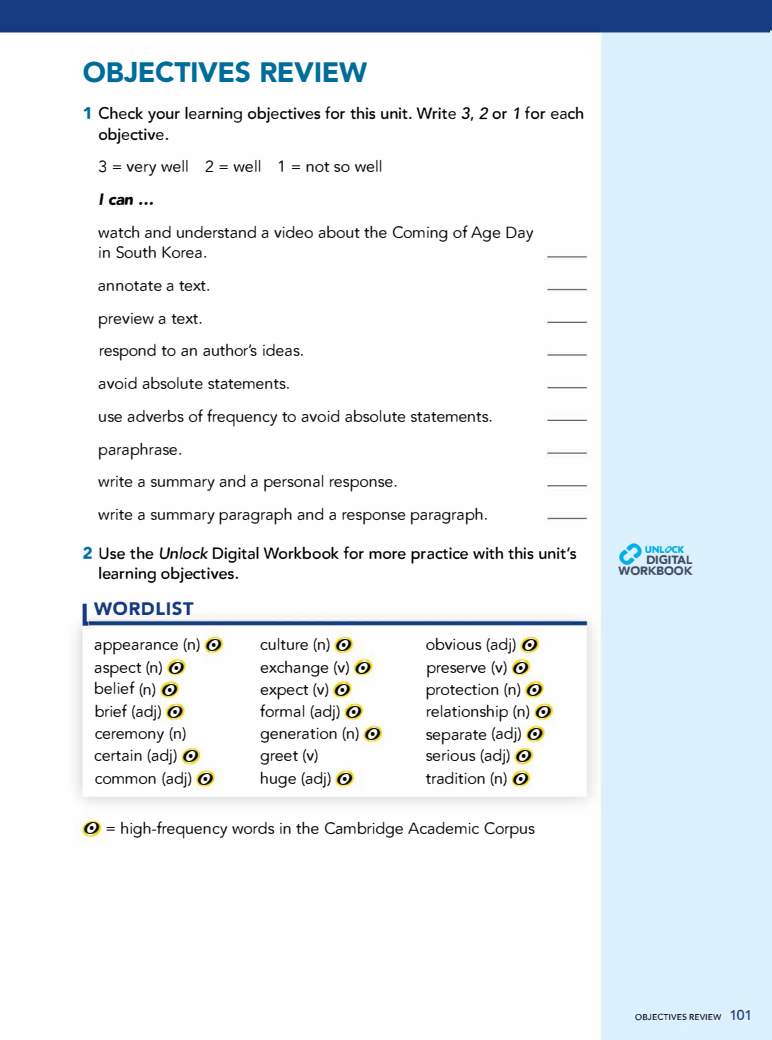 OBJECTIVES REVIEW
1 Check your learning objectives for this unit. Write 3, 2 or 1 for each
objective.
3 = very well 2 = well 1 = not so well
I can ...
watch and understand a video about the Coming of Age Day
in South Korea.
annotate a text.
preview a text.
respond to an author's ideas.
avoid absolute statements.
use adverbs of frequency to avoid absolute statements.
paraphrase.
write a summary and a personal response.
write a summary paragraph and a response paragraph.
2 Use the Unlock Digital Workbook for more practice with this unit's
learning objectives.
UNLOCK
DIGITAL
WORKBOOK
WORDLIST
appearance (n)
aspect (n)
belief (n)
brief (adj)
ceremony (n)
certain (adj)
common (adj)
culture (n)
exchange (v)
expect (v)
formal (adj)
generation (n)
greet (v)
huge (adj)
obvious (adj)
preserve (v)
protection (n)
relationship (n)
separate (adj)
serious (adj)
tradition (n)
= high-frequency words in the Cambridge Academic Corpus
OBJECTIVES REVIEW 101